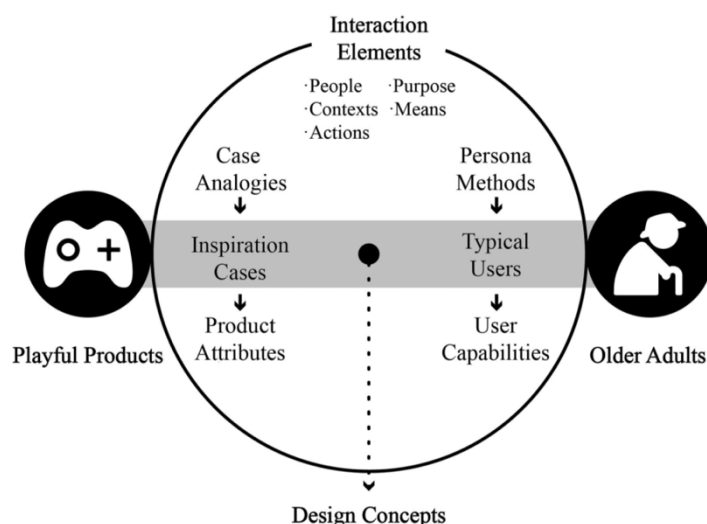 Interaction
Elements
·People ·Purpose
·Contexts ·Means
·Actions
Case
Analogies
Persona
Methods
Inspiration
Cases
Typical
Users
Product
Attributes
User
Capabilities
Playful Products
Older Adults
Design Concepts